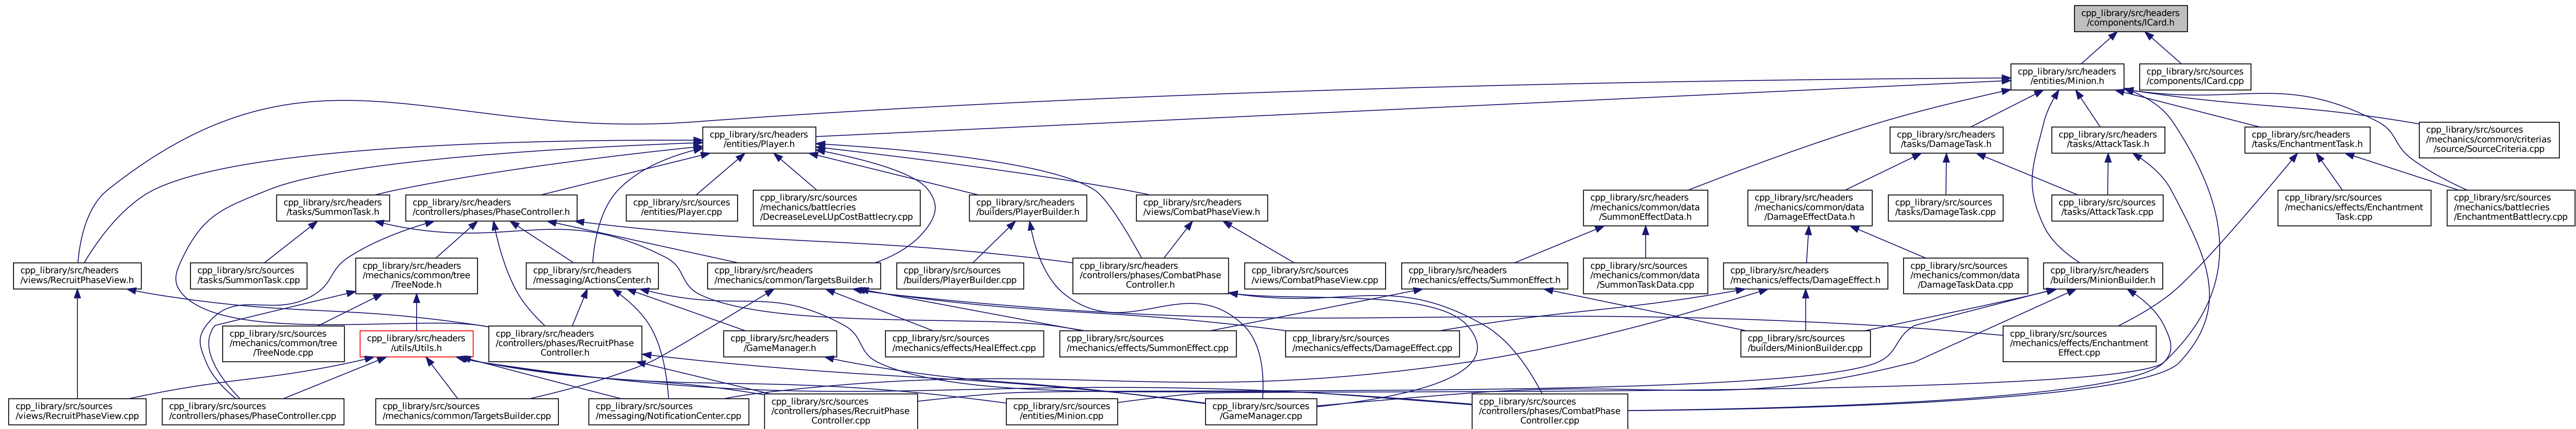 cpp_library/src/headers
/components/ICard.h
cpp_library/src/headers
/entities/Minion.h
cpp_library/src/sources
/components/ICard.cpp
cpp_library/src/headers
/entities/Player.h
cpp_library/src/headers
/tasks/DamageTask.h
cpp_library/src/headers
/tasks/AttackTask.h
cpp_library/src/headers
/tasks/EnchantmentTask.h
cpp_library/src/sources
/mechanics/common/criterias
/source/SourceCriteria.cpp
cpp_library/src/headers
/tasks/SummonTask.h
cpp_library/src/headers
/controllers/phases/PhaseController.h
cpp_library/src/sources
/entities/Player.cpp
cpp_library/src/sources
/mechanics/battlecries
/DecreaseLeveLUpCostBattlecry.cpp
cpp_library/src/headers
/builders/PlayerBuilder.h
cpp_library/src/headers
/views/CombatPhaseView.h
cpp_library/src/headers
/mechanics/common/data
/SummonEffectData.h
cpp_library/src/headers
/mechanics/common/data
/DamageEffectData.h
cpp_library/src/sources
/tasks/DamageTask.cpp
cpp_library/src/sources
/tasks/AttackTask.cpp
cpp_library/src/sources
/mechanics/effects/Enchantment
Task.cpp
cpp_library/src/sources
/mechanics/battlecries
/EnchantmentBattlecry.cpp
cpp_library/src/headers
/views/RecruitPhaseView.h
cpp_library/src/sources
/tasks/SummonTask.cpp
cpp_library/src/headers
/mechanics/common/tree
/TreeNode.h
cpp_library/src/headers
/messaging/ActionsCenter.h
cpp_library/src/headers
/mechanics/common/TargetsBuilder.h
cpp_library/src/sources
/builders/PlayerBuilder.cpp
cpp_library/src/headers
/controllers/phases/CombatPhase
Controller.h
cpp_library/src/sources
/views/CombatPhaseView.cpp
cpp_library/src/headers
/mechanics/effects/SummonEffect.h
cpp_library/src/sources
/mechanics/common/data
/SummonTaskData.cpp
cpp_library/src/headers
/mechanics/effects/DamageEffect.h
cpp_library/src/sources
/mechanics/common/data
/DamageTaskData.cpp
cpp_library/src/headers
/builders/MinionBuilder.h
cpp_library/src/sources
/mechanics/common/tree
/TreeNode.cpp
cpp_library/src/headers
/utils/Utils.h
cpp_library/src/headers
/controllers/phases/RecruitPhase
Controller.h
cpp_library/src/headers
/GameManager.h
cpp_library/src/sources
/mechanics/effects/HealEffect.cpp
cpp_library/src/sources
/mechanics/effects/SummonEffect.cpp
cpp_library/src/sources
/mechanics/effects/DamageEffect.cpp
cpp_library/src/sources
/builders/MinionBuilder.cpp
cpp_library/src/sources
/mechanics/effects/Enchantment
Effect.cpp
cpp_library/src/sources
/views/RecruitPhaseView.cpp
cpp_library/src/sources
/controllers/phases/PhaseController.cpp
cpp_library/src/sources
/mechanics/common/TargetsBuilder.cpp
cpp_library/src/sources
/messaging/NotificationCenter.cpp
cpp_library/src/sources
/controllers/phases/RecruitPhase
Controller.cpp
cpp_library/src/sources
/entities/Minion.cpp
cpp_library/src/sources
/GameManager.cpp
cpp_library/src/sources
/controllers/phases/CombatPhase
Controller.cpp